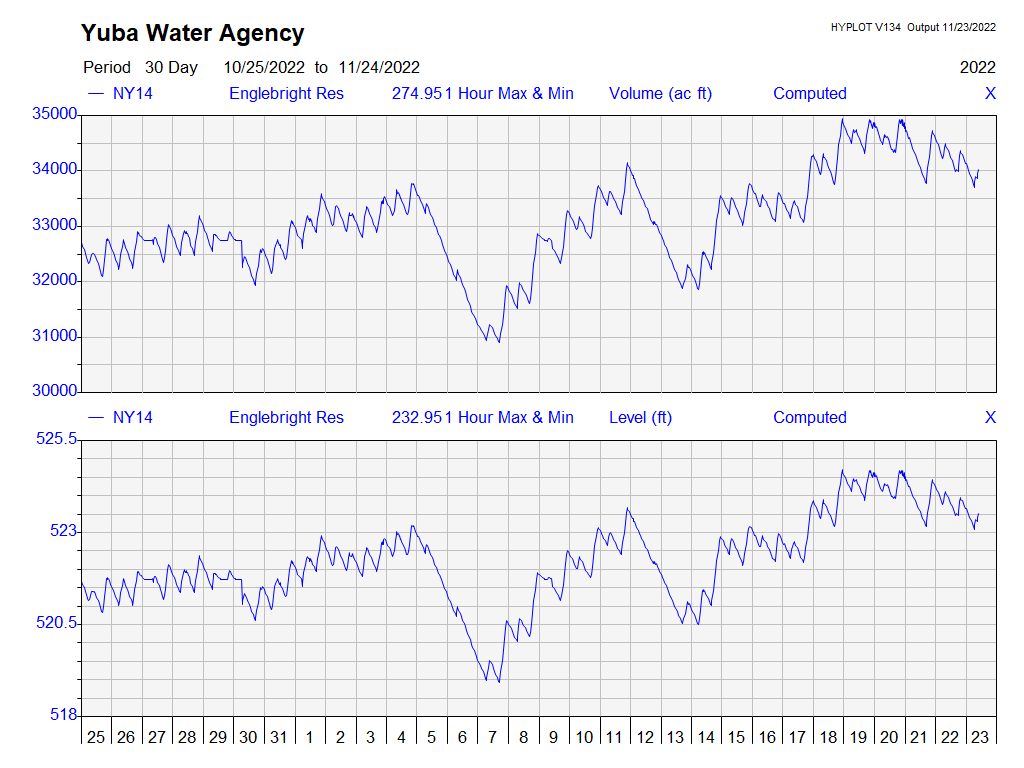 Yuba Water Agency
HYPLOT V134 Output 11/23/2022
Period 30 Day 10/25/2022 to 11/24/2022 2022
NY14 Englebright Res 274.951 Hour Max & Min Volume (ac ft) Computed X
35000
34000
33000
32000
31000
30000
NY14 Englebright Res 232.951 Hour Max & Min Level (ft) Computed X
525.5
523
520.5
518
25 26 27 28 29 30 31 1 2 3 4 5 6 7 8 9 10 11 12 13 14 15 16 17 18 19 20 21 22 23